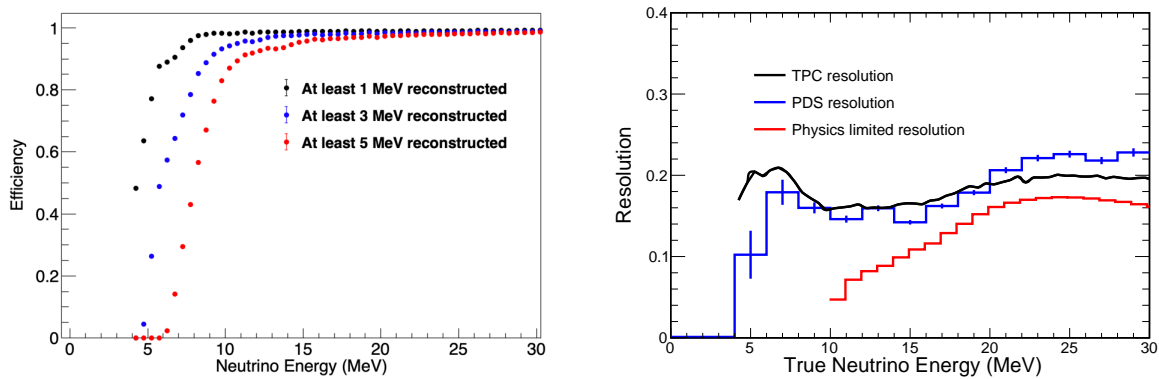 Efficiency
1
0.8
0.6
0.4
0.2
0
At least 1 MeV reconstructed
At least 3 MeV reconstructed
At least 5 MeV reconstructed
0 5 10 15 20 25 30
Neutrino Energy (MeV)
Resolution
0.4
0.3
0.2
0.1
0
TPC resolution
PDS resolution
Physics limited resolution
0 5 10 15 20 25 30
True Neutrino Energy (MeV)